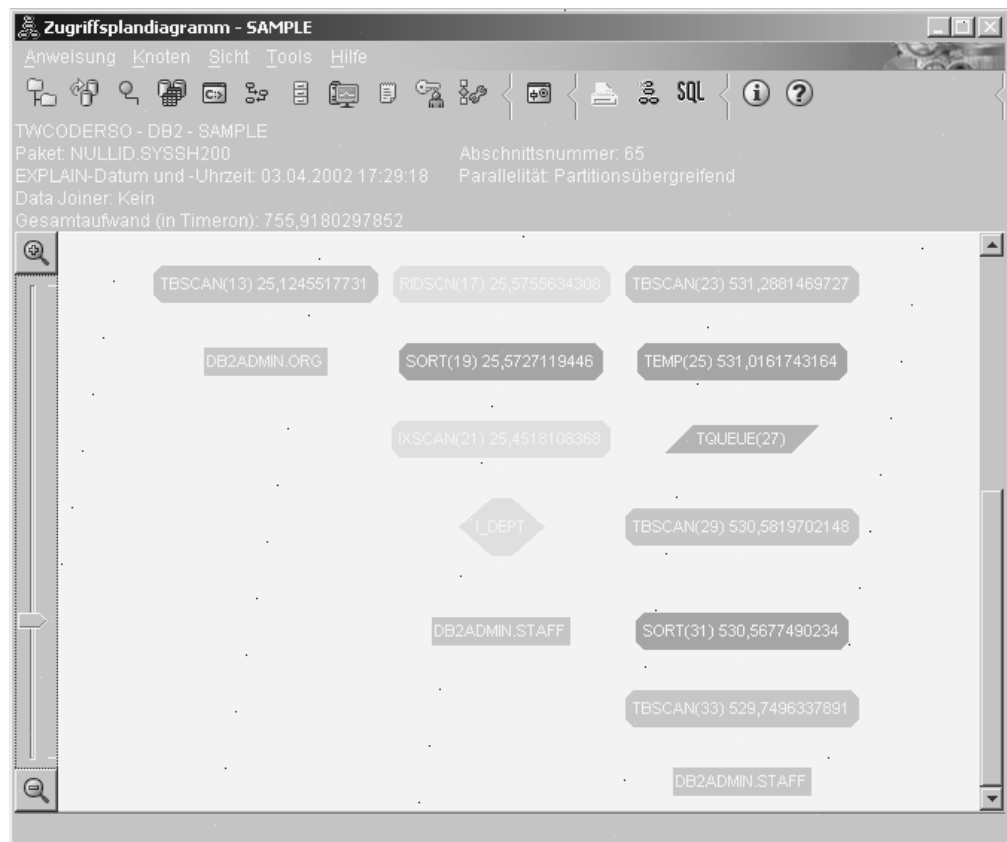 Zugriffsplandiagramm - SAMPLE
Anweisung Knoten Sicht Tools Hilfe
SQL
TWCODERSO - DB2 - SAMPLE
Paket: NULLID.SYSSH200 Abschnittsnummer: 65
EXPLAIN-Datum und -Uhrzeit: 03.04.2002 17:29:18 Parallelität: Partitionsübergreifend
Data Joiner: Kein
Gesamtaufwand (in Timeron): 755,9180297852
TBSCAN(13) 25,1245517731 RIDSCN(17) 25,5755634308 TBSCAN(23) 531,2881469727
DB2ADMIN.ORG SORT(19) 25,5727119446 TEMP(25) 531,0161743164
IXSCAN(21) 25,4518108368 TQUEUE(27)
I_DEPT TBSCAN(29) 530,5819702148
DB2ADMIN.STAFF SORT(31) 530,5677490234
TBSCAN(33) 529,7496337891
DB2ADMIN.STAFF